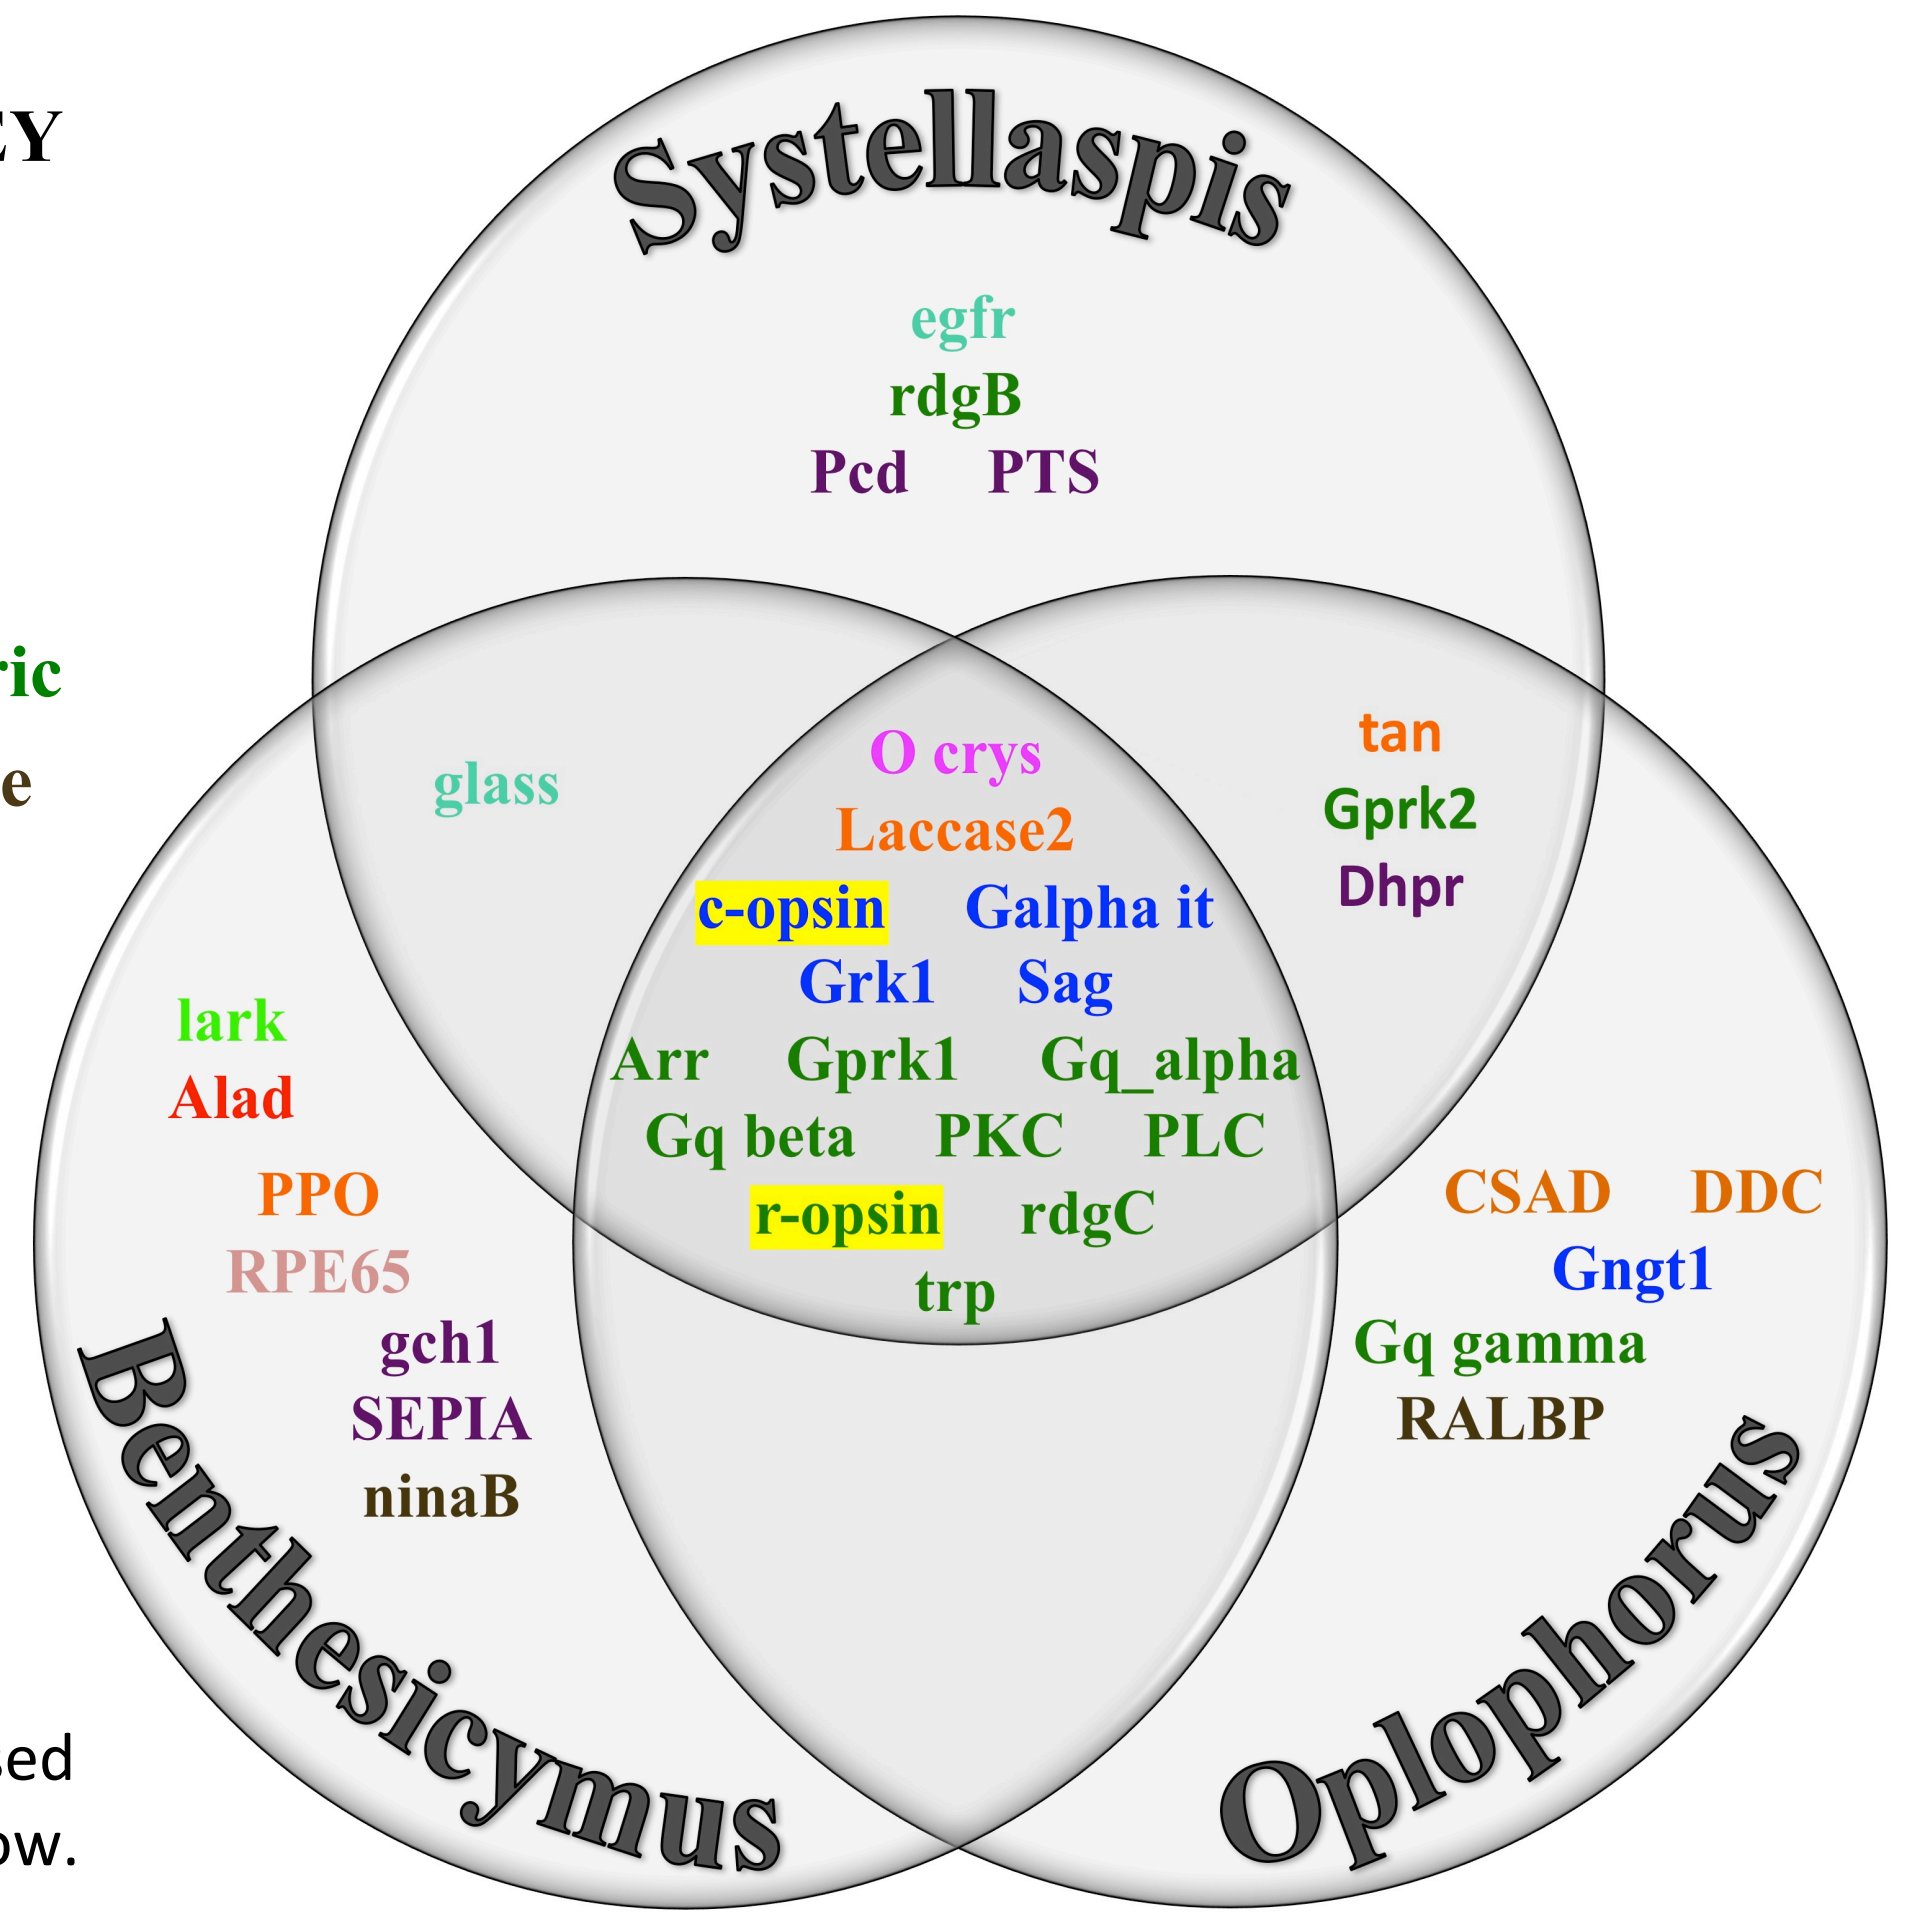 Systellaspis
egfr
rdgB
Pcd PTS
glass
O crys
Laccase2
c-opsin Galpha it
Grk1 Sag
Arr Gprk1 Gq_alpha
Gq beta PKC PLC
r-opsin rdgC
trp
tan
Gprk2
Dhpr
lark
Alad
PPO
RPE65
gch1
SEPIA
ninaB
Benthesicymus
CSAD DDC
Gngt1
Gq gamma
RALBP
Oplophorus